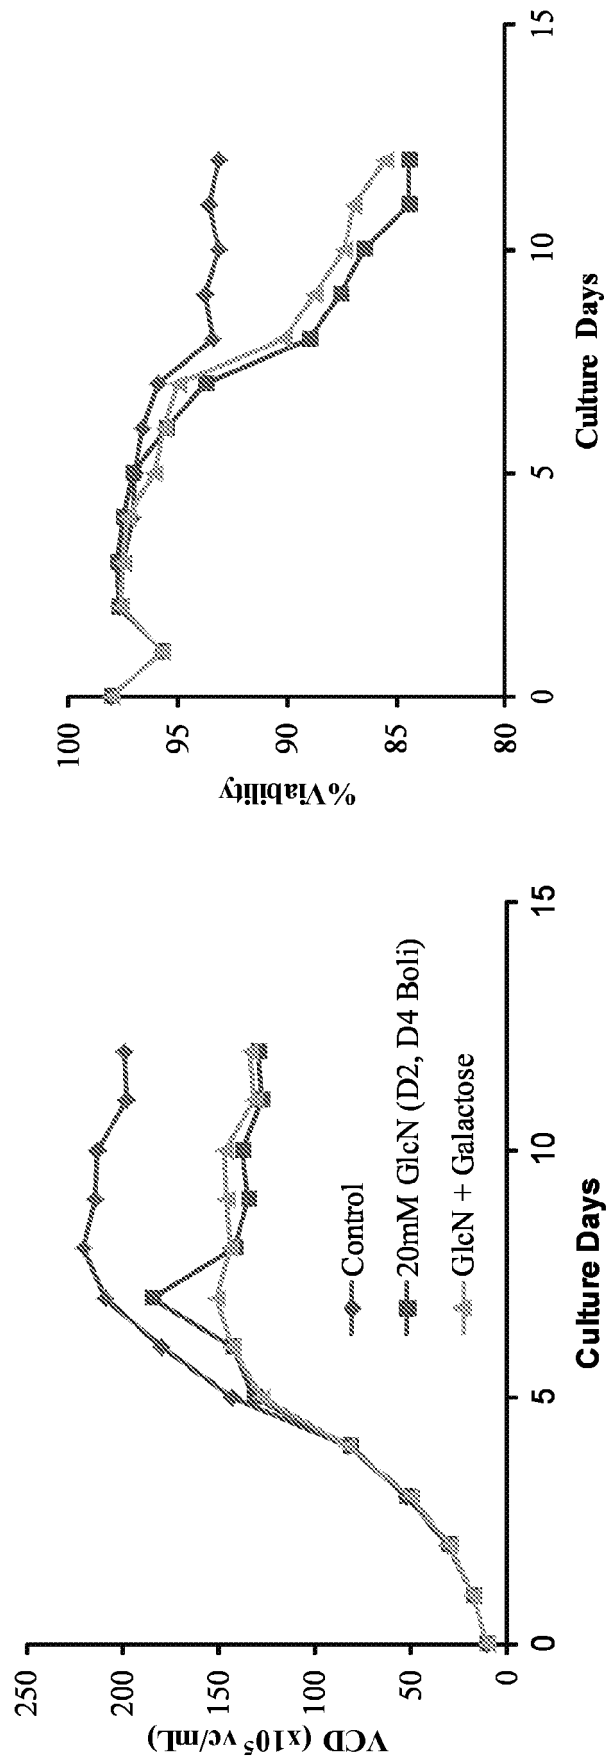 250
200
150
100
50
0
VCD (x10⁵ vc/mL)
0
5
10
15
Culture Days
Control
20mM GlcN (D2, D4 Boli)
GlcN + Galactose
100
95
90
85
80
% Viability
0
5
10
15
Culture Days